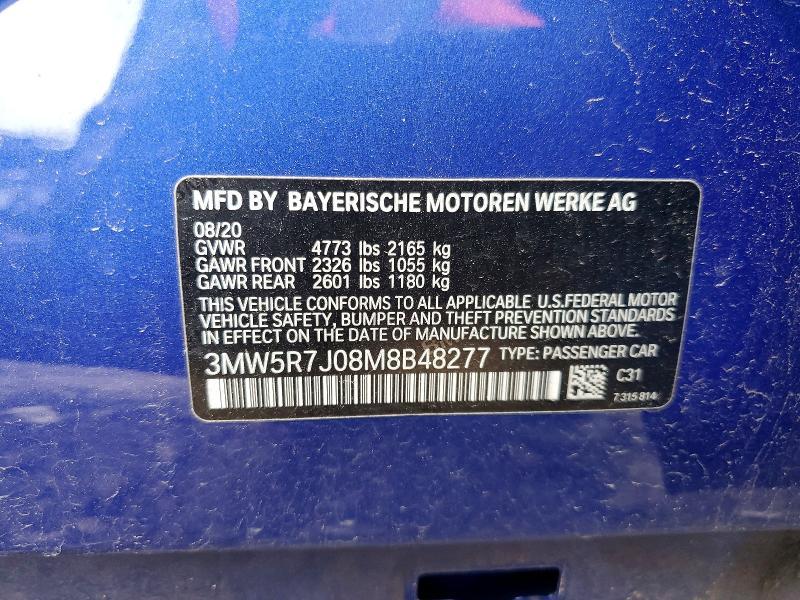 MFD BY BAYERISCHE MOTOREN WERKE AG
08/20
GVWR 4773 lbs 2165 kg
GAWR FRONT 2326 lbs 1055 kg
GAWR REAR 2601 lbs 1180 kg
THIS VEHICLE CONFORMS TO ALL APPLICABLE U.S.FEDERAL MOTOR
VEHICLE SAFETY, BUMPER AND THEFT PREVENTION STANDARDS
IN EFFECT ON THE DATE OF MANUFACTURE SHOWN ABOVE.
3MW5R7J08M8B48277 TYPE: PASSENGER CAR
C31
7 315 814